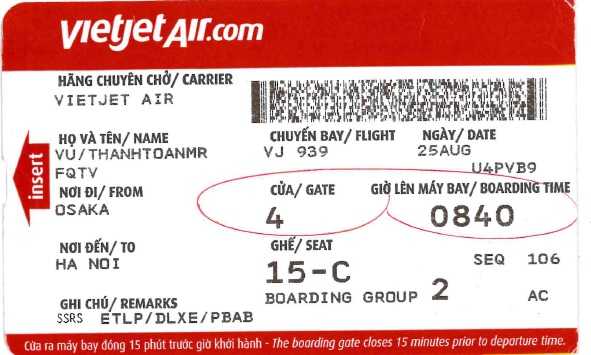 vietjetAir.com
HÃNG CHUYÊN CHỞ/ CARRIER
VIETJET AIR
HỌ VÀ TÊN/ NAME
VU/THANHTOANMR
FQTV
CHUYẾN BAY/ FLIGHT
VJ 939
NGÀY/ DATE
25AUG
U4PVB9
insert
NƠI ĐI/ FROM
OSAKA
CỬA/ GATE
4
GIỜ LÊN MÁY BAY/ BOARDING TIME
0840
NƠI ĐẾN/ TO
HA NOI
GHẾ/ SEAT
15-C
SEQ 106
BOARDING GROUP 2
AC
GHI CHÚ/ REMARKS
SSRS ETLP/DLXE/PBAB
Cửa ra máy bay đóng 15 phút trước giờ khởi hành - The boarding gate closes 15 minutes prior to departure time.